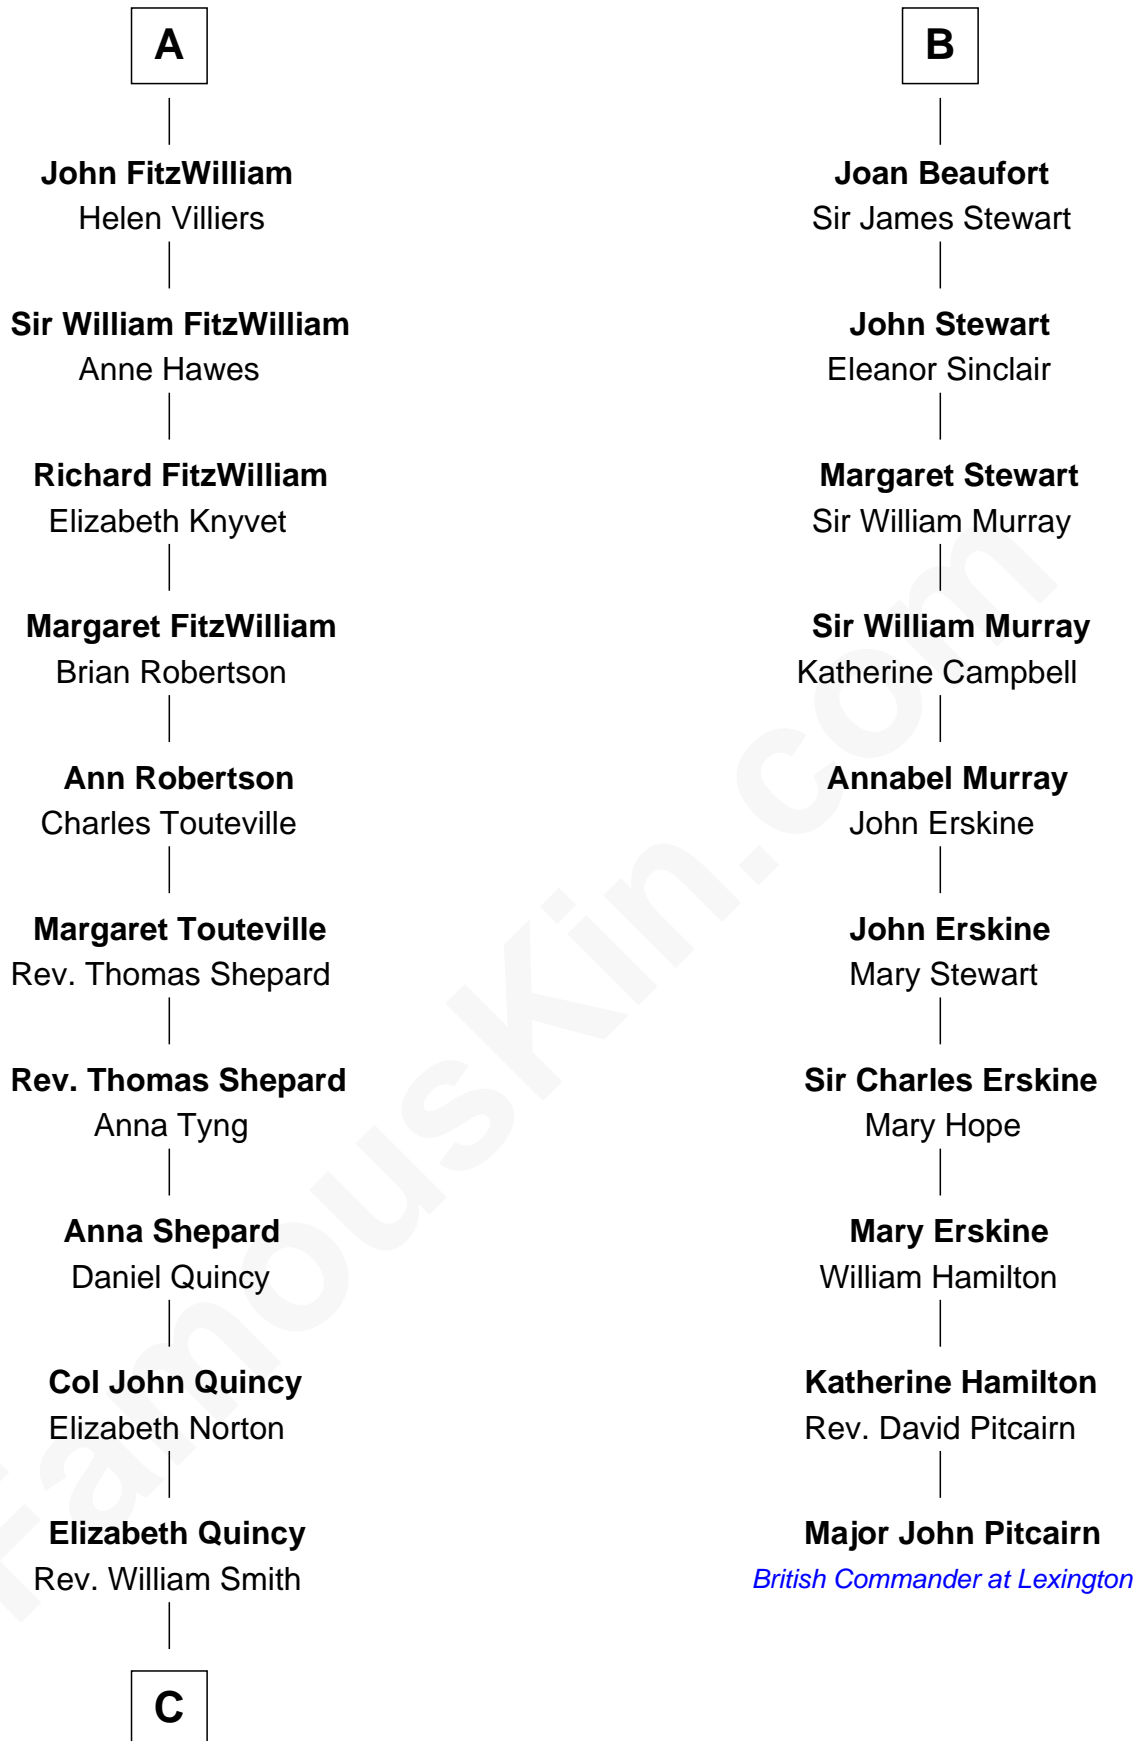 A
John FitzWilliam
Helen Villiers
Sir William FitzWilliam
Anne Hawes
Richard FitzWilliam
Elizabeth Knyvet
Margaret FitzWilliam
Brian Robertson
Ann Robertson
Charles Touteville
Margaret Touteville
Rev. Thomas Shepard
Rev. Thomas Shepard
Anna Tyng
Anna Shepard
Daniel Quincy
Col John Quincy
Elizabeth Norton
Elizabeth Quincy
Rev. William Smith
C
B
Joan Beaufort
Sir James Stewart
John Stewart
Eleanor Sinclair
Margaret Stewart
Sir William Murray
Sir William Murray
Katherine Campbell
Annabel Murray
John Erskine
John Erskine
Mary Stewart
Sir Charles Erskine
Mary Hope
Mary Erskine
William Hamilton
Katherine Hamilton
Rev. David Pitcairn
Major John Pitcairn
British Commander at Lexington
FamousKin.com